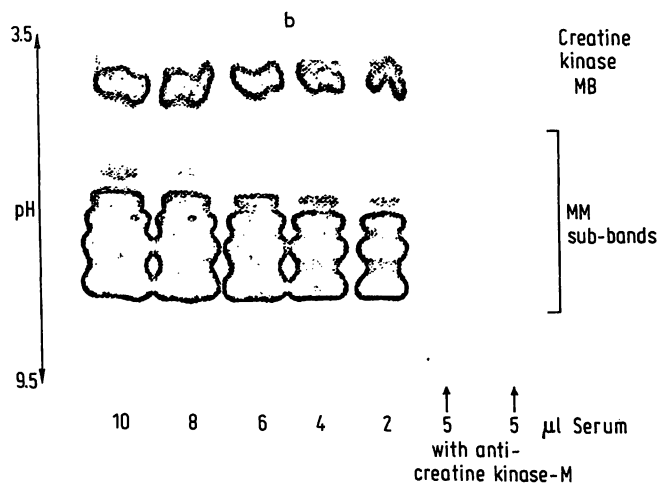 b
3.5
pH
9.5
Creatine
kinase
MB
MM
sub-bands
10 8 6 4 2 5 5 µl Serum
with anti-
creatine kinase-M